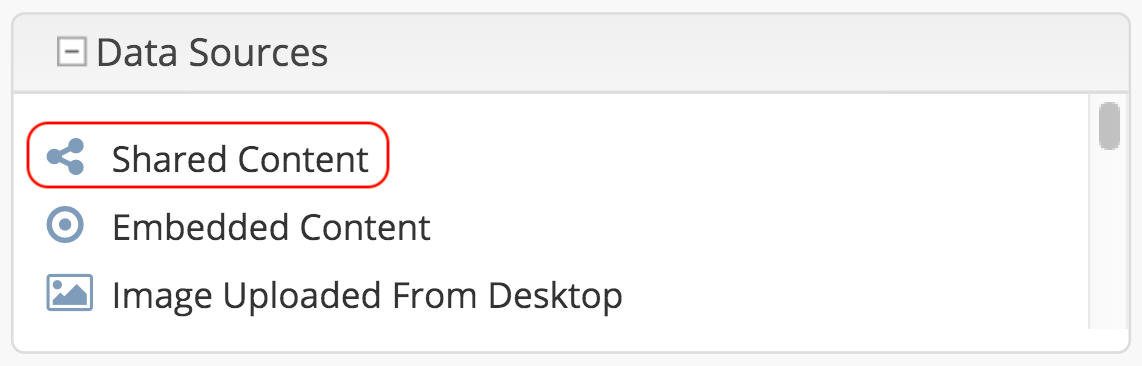 Data Sources
Shared Content
Embedded Content
Image Uploaded From Desktop